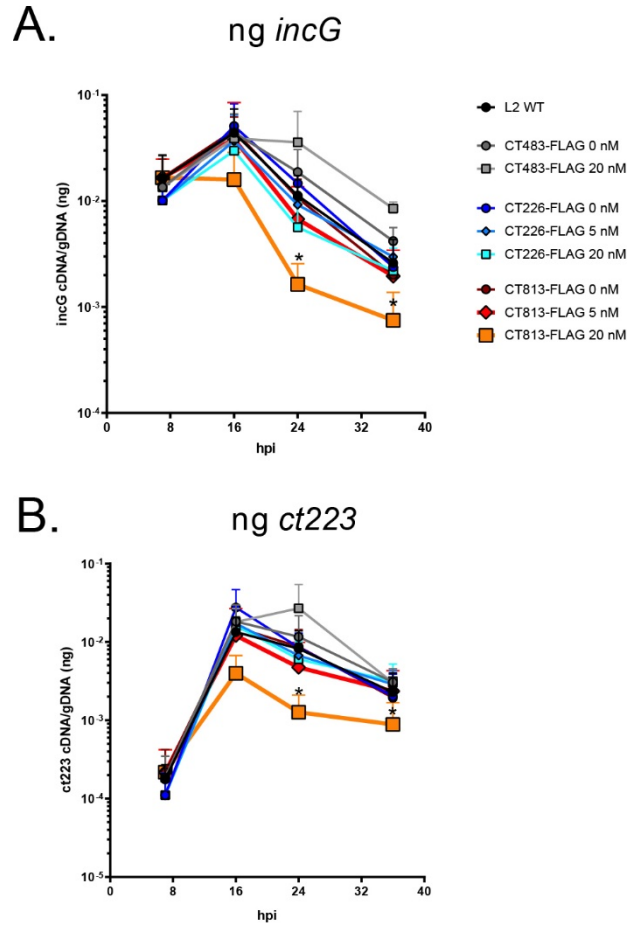 A.
ng incG
incG cDNA/gDNA (ng)
10-1
10-2
10-3
10-4
*
*
0 8 16 24 32 40
hpi
L2 WT
CT483-FLAG 0 nM
CT483-FLAG 20 nM
CT226-FLAG 0 nM
CT226-FLAG 5 nM
CT226-FLAG 20 nM
CT813-FLAG 0 nM
CT813-FLAG 5 nM
CT813-FLAG 20 nM
B.
ng ct223
ct223 cDNA/gDNA (ng)
10-1
10-2
10-3
10-4
10-5
*
*
0 8 16 24 32 40
hpi